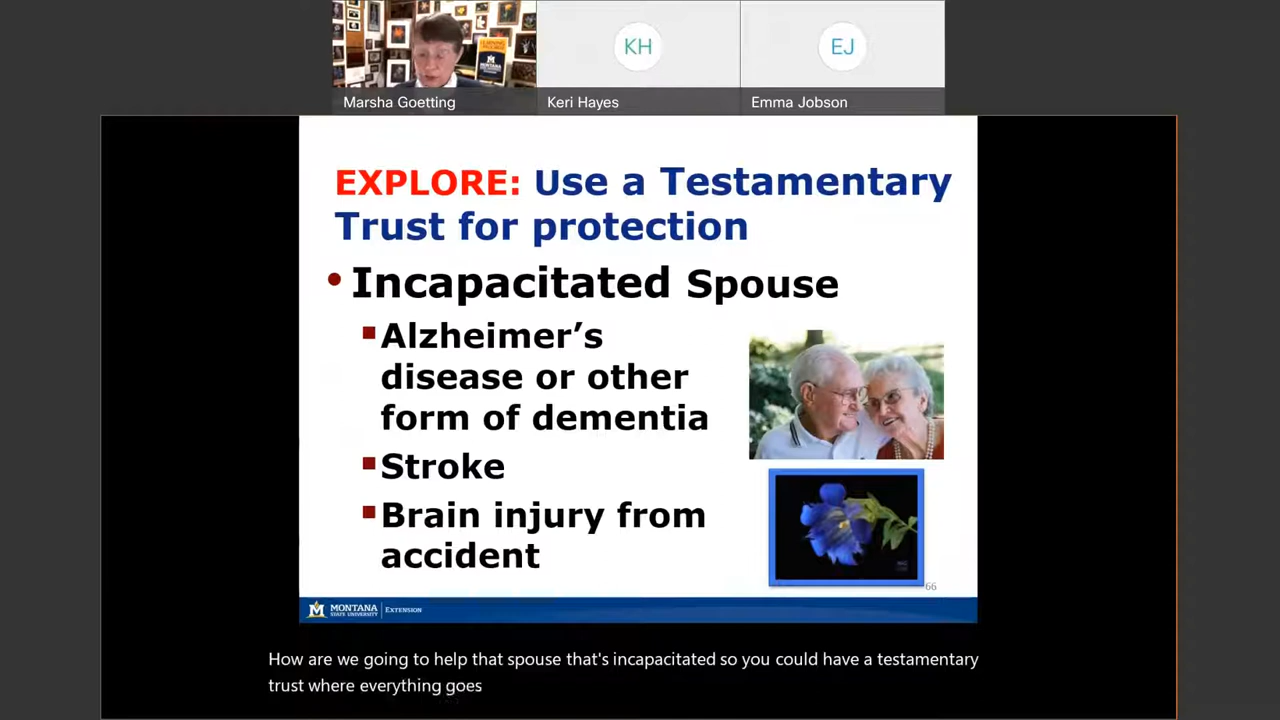 KH
EJ
Marsha Goetting
Keri Hayes
Emma Jobson
EXPLORE: Use a Testamentary
Trust for protection
• Incapacitated Spouse
▪Alzheimer’s
disease or other
form of dementia
▪Stroke
▪Brain injury from
accident
66
M MONTANA
STATE UNIVERSITY
EXTENSION
How are we going to help that spouse that's incapacitated so you could have a testamentary
trust where everything goes